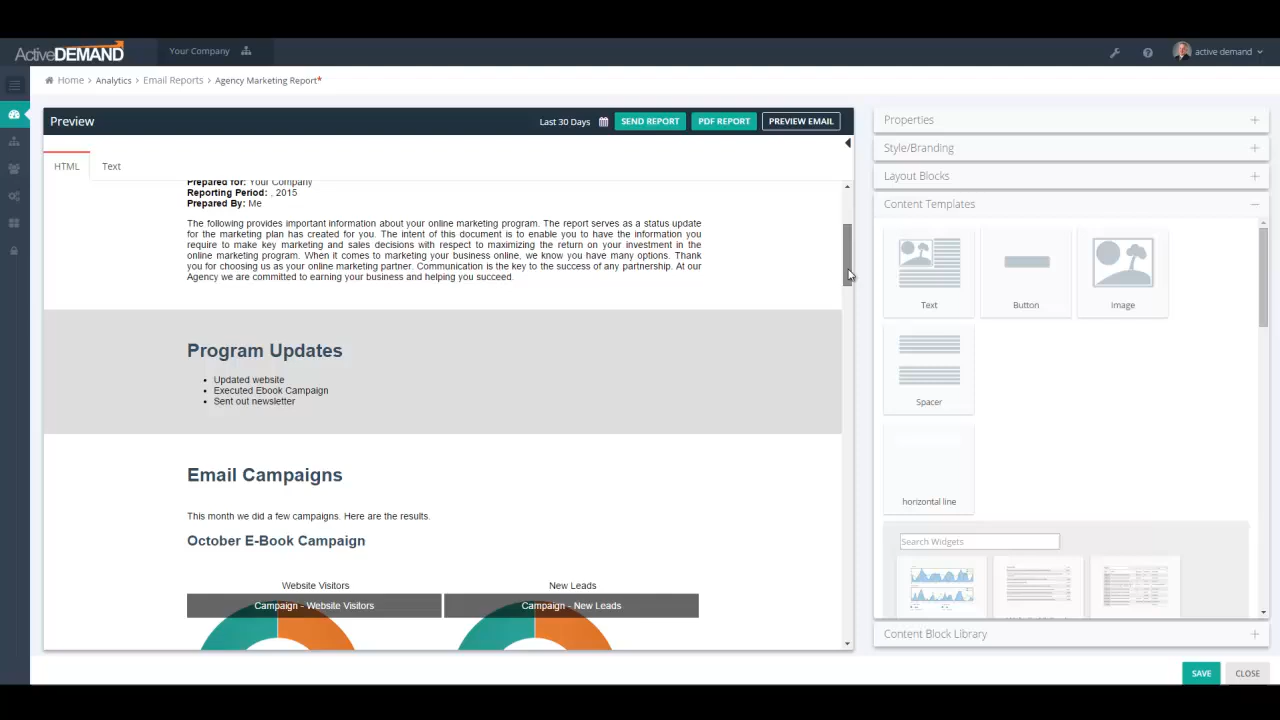 ActiveDEMAND
Your Company
active demand
Home > Analytics > Email Reports > Agency Marketing Report*
Preview
Last 30 Days
SEND REPORT
PDF REPORT
PREVIEW EMAIL
HTML
Text
Prepared for: Your Company
Reporting Period: , 2015
Prepared By: Me
The following provides important information about your online marketing program. The report serves as a status update
for the marketing plan has created for you. The intent of this document is to enable you to have the information you
require to make key marketing and sales decisions with respect to maximizing the return on your investment in the
online marketing program. When it comes to marketing your business online, we know you have many options. Thank
you for choosing us as your online marketing partner. Communication is the key to the success of any partnership. At our
Agency we are committed to earning your business and helping you succeed.
Program Updates
• Updated website
• Executed Ebook Campaign
• Sent out newsletter
Email Campaigns
This month we did a few campaigns. Here are the results.
October E-Book Campaign
Website Visitors
New Leads
Campaign - Website Visitors
Campaign - New Leads
Properties
Style/Branding
Layout Blocks
Content Templates
Text
Button
Image
Spacer
horizontal line
Search Widgets
Content Block Library
SAVE
CLOSE